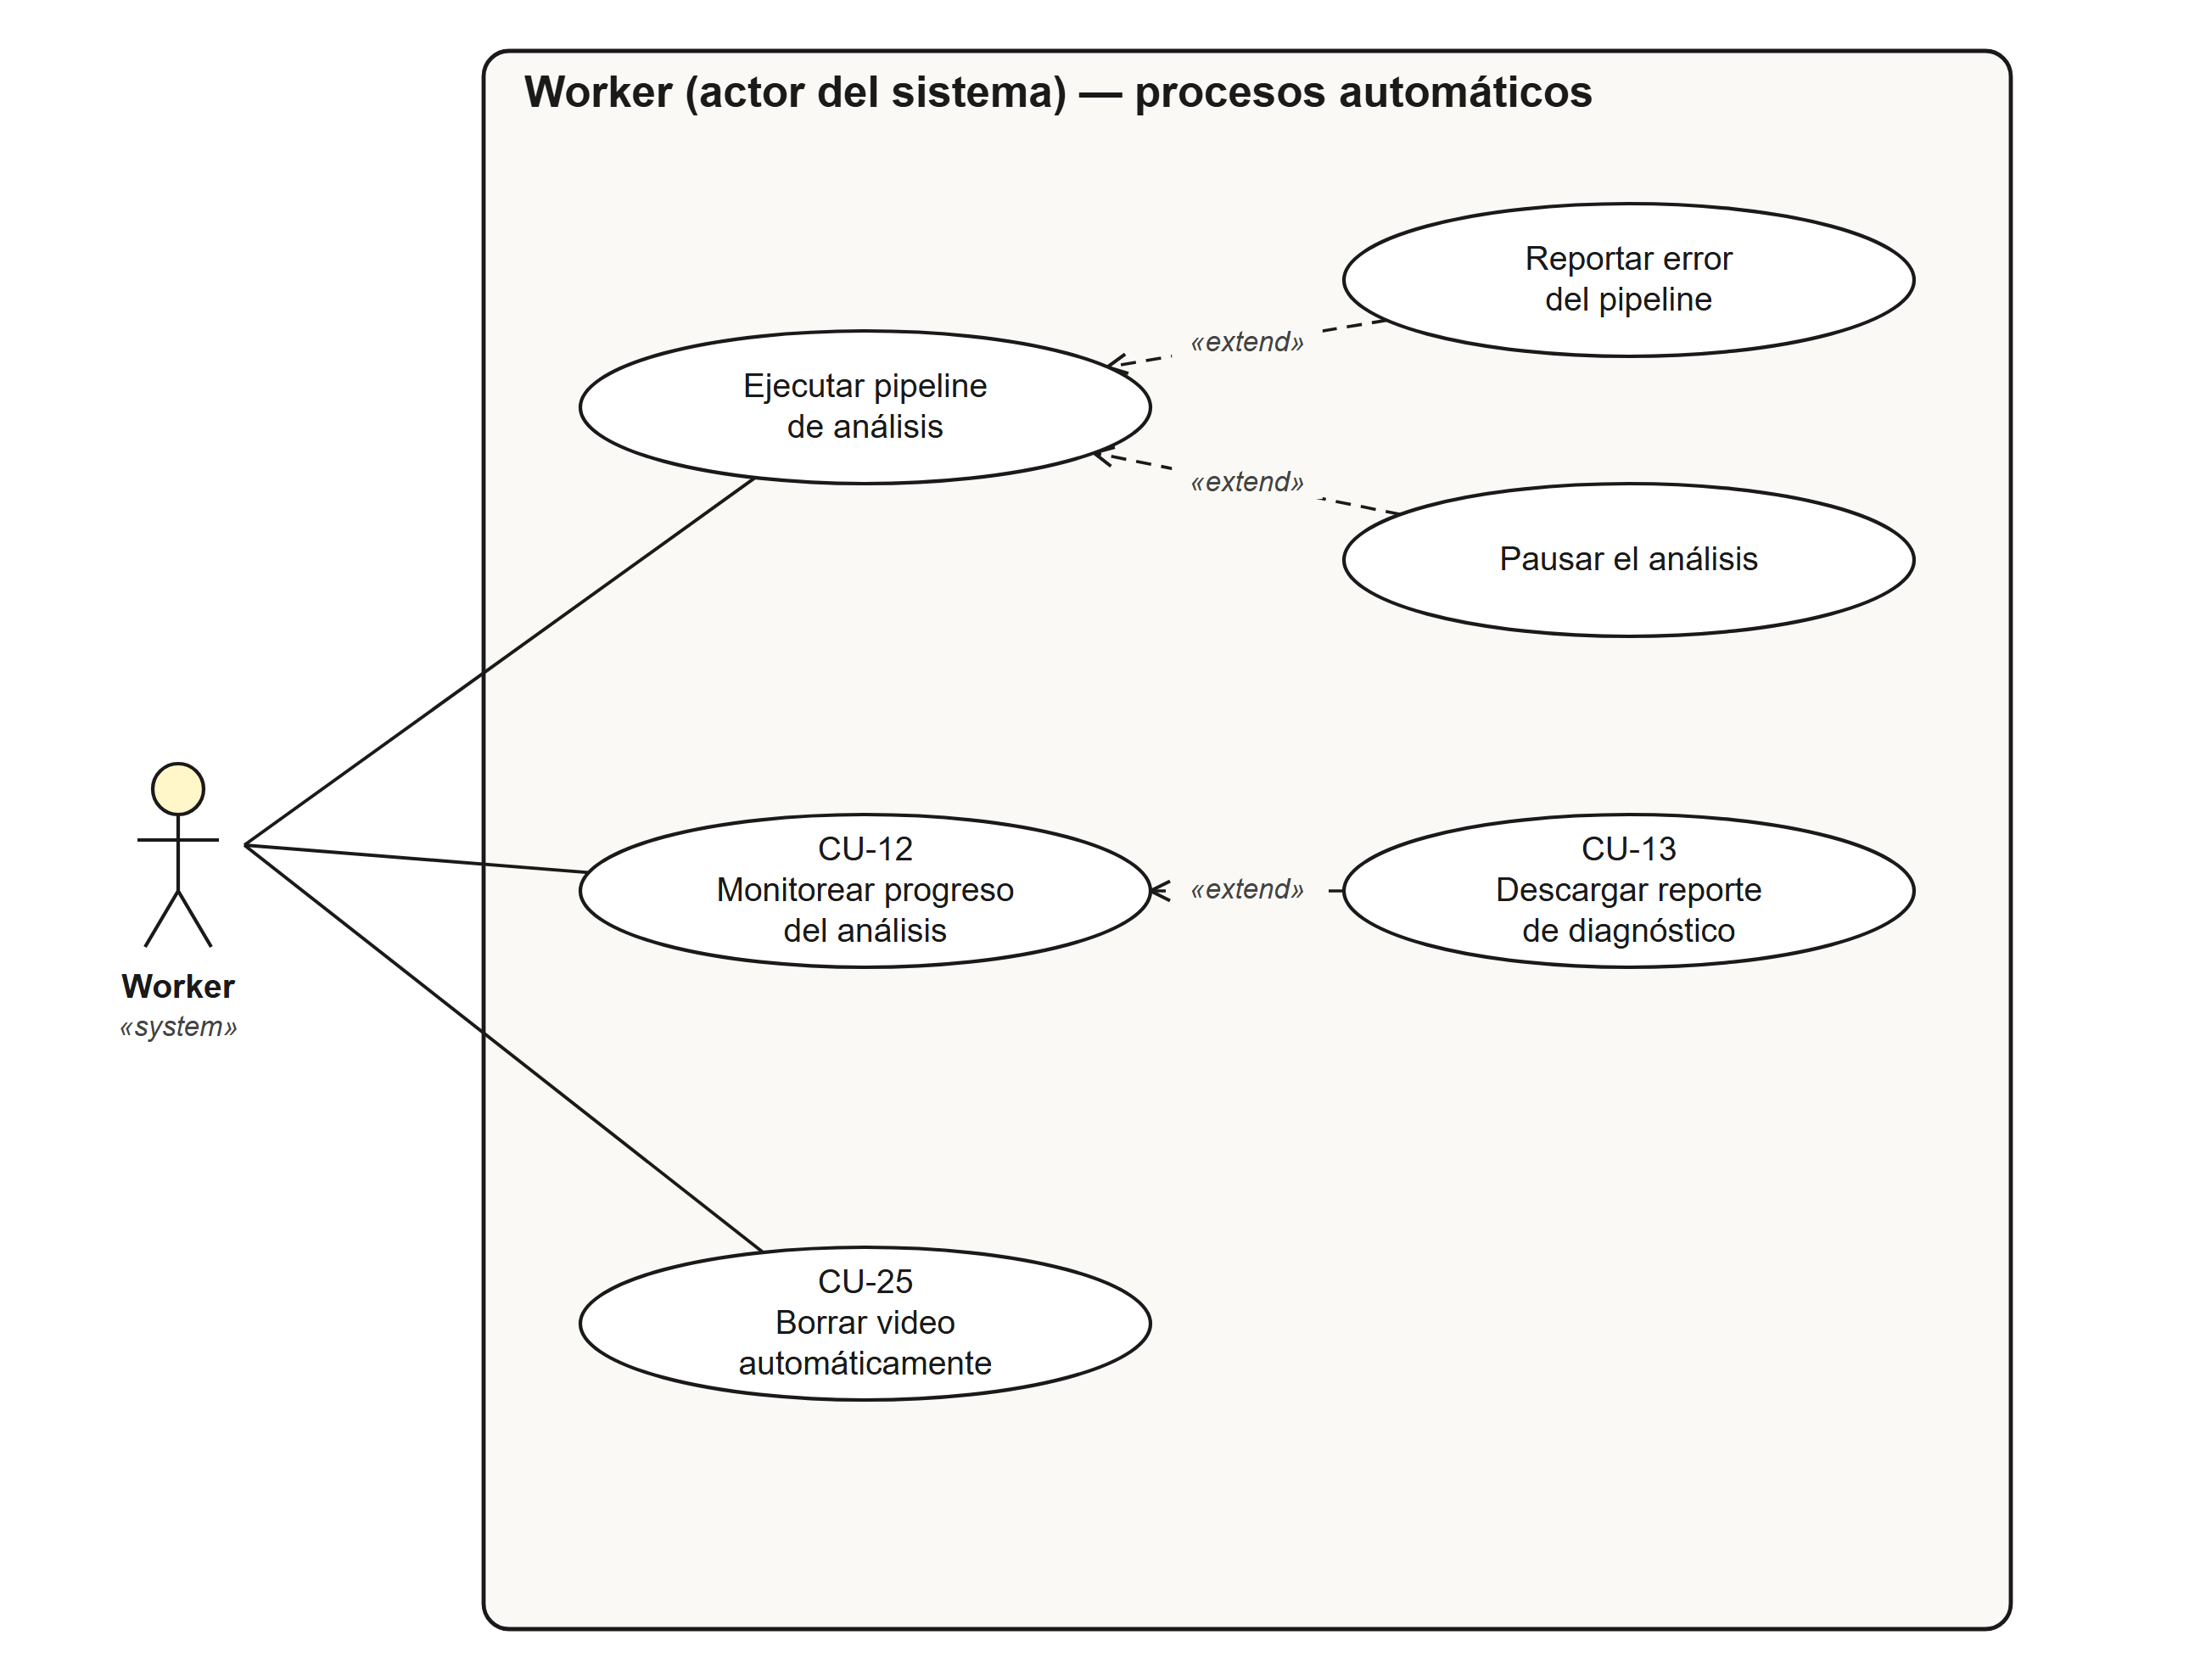 Worker (actor del sistema) — procesos automáticos
Reportar error
del pipeline
«extend»
Ejecutar pipeline
de análisis
«extend»
Pausar el análisis
CU-12
Monitorear progreso
del análisis
«extend»
CU-13
Descargar reporte
de diagnóstico
Worker
«system»
CU-25
Borrar video
automáticamente